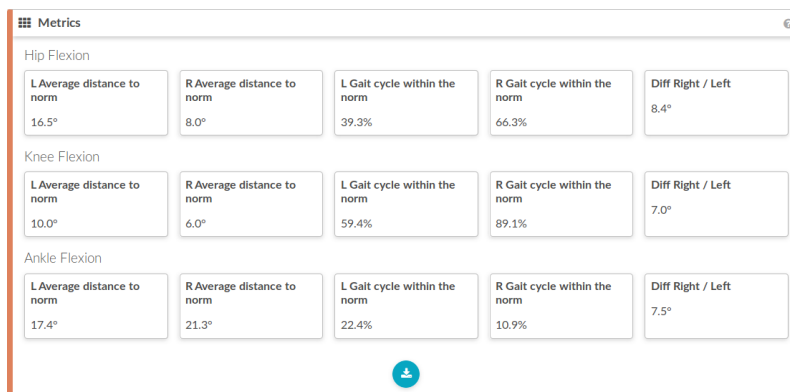 Metrics
Hip Flexion
L Average distance to
norm
16.5°
R Average distance to
norm
8.0°
L Gait cycle within the
norm
39.3%
R Gait cycle within the
norm
66.3%
Diff Right / Left
8.4°
Knee Flexion
L Average distance to
norm
10.0°
R Average distance to
norm
6.0°
L Gait cycle within the
norm
59.4%
R Gait cycle within the
norm
89.1%
Diff Right / Left
7.0°
Ankle Flexion
L Average distance to
norm
17.4°
R Average distance to
norm
21.3°
L Gait cycle within the
norm
22.4%
R Gait cycle within the
norm
10.9%
Diff Right / Left
7.5°